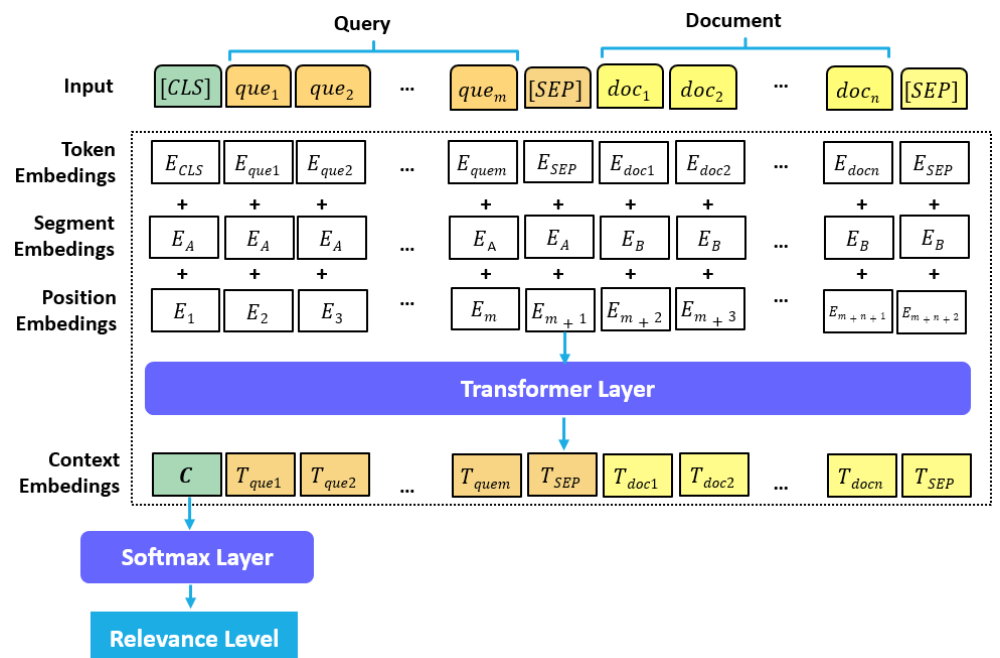 Query
Document
Input
[CLS] que1 que2 ... quem [SEP] doc1 doc2 ... docn [SEP]
Token
Embedings
ECLS Eque1 Eque2 ... Equem ESEP Edoc1 Edoc2 ... Edocn ESEP
+ + + + + + + + +
Segment
Embedings
EA EA EA ... EA EA EB EB ... EB EB
+ + + + + + + + +
Position
Embedings
E1 E2 E3 ... Em Em + 1 Em + 2 Em + 3 ... Em + n + 1 Em + n + 2
Transformer Layer
Context
Embedings
C Tque1 Tque2 ... Tquem TSEP Tdoc1 Tdoc2 ... Tdocn TSEP
Softmax Layer
Relevance Level